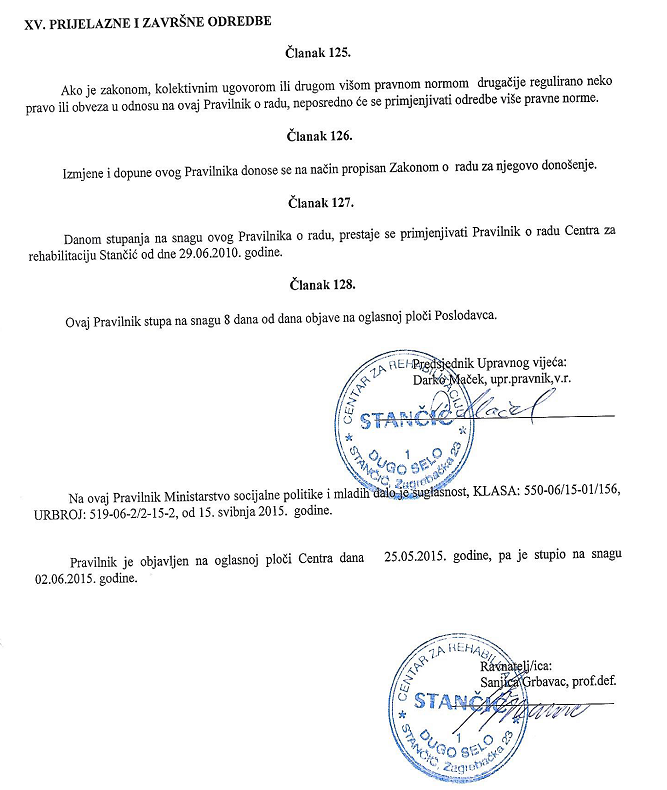 XV. PRIJELAZNE I ZAVRŠNE ODREDBE
Članak 125.
Ako je zakonom, kolektivnim ugovorom ili drugom višom pravnom normom drugačije regulirano neko
pravo ili obveza u odnosu na ovaj Pravilnik o radu, neposredno će se primjenjivati odredbe više pravne norme.
Članak 126.
Izmjene i dopune ovog Pravilnika donose se na način propisan Zakonom o radu za njegovo donošenje.
Članak 127.
Danom stupanja na snagu ovog Pravilnika o radu, prestaje se primjenjivati Pravilnik o radu Centra za
rehabilitaciju Stančić od dne 29.06.2010. godine.
Članak 128.
Ovaj Pravilnik stupa na snagu 8 dana od dana objave na oglasnoj ploči Poslodavca.
Predsjednik Upravnog vijeća:
Darko Maček, upr.pravnik,v.r.
CENTAR ZA REHABILITACIJU
STANČIĆ
1
DUGO SELO
STANČIĆ, Zagrebačka 23
Na ovaj Pravilnik Ministarstvo socijalne politike i mladih dalo je suglasnost, KLASA: 550-06/15-01/156,
URBROJ: 519-06-2/2-15-2, od 15. svibnja 2015. godine.
Pravilnik je objavljen na oglasnoj ploči Centra dana 25.05.2015. godine, pa je stupio na snagu
02.06.2015. godine.
Ravnatelj/ica:
Sanjica Grbavac, prof.def.
CENTAR ZA REHABILITACIJU
STANČIĆ
1
DUGO SELO
STANČIĆ, Zagrebačka 23